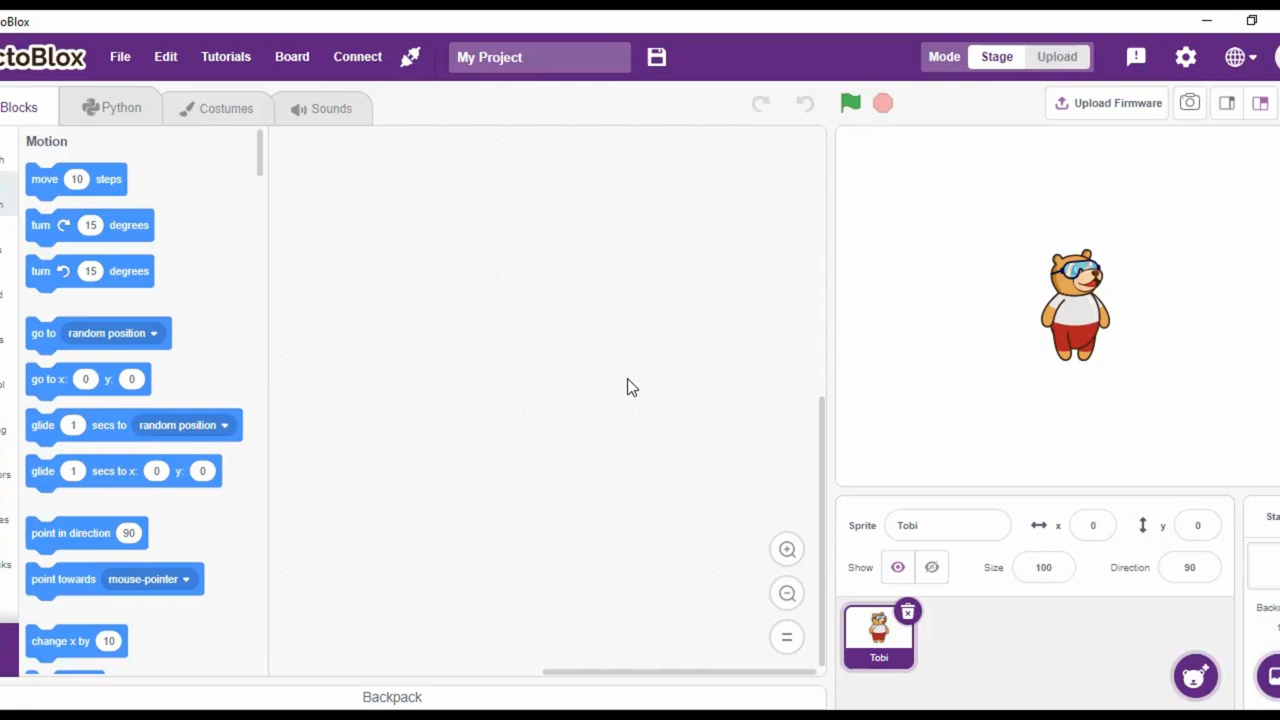 oBlox
ctoBlox File Edit Tutorials Board Connect My Project Mode Stage Upload
Blocks Python Costumes Sounds Upload Firmware
Motion
move 10 steps
turn 15 degrees
turn 15 degrees
go to random position
go to x: 0 y: 0
glide 1 secs to random position
glide 1 secs to x: 0 y: 0
point in direction 90
point towards mouse-pointer
change x by 10
Sprite Tobi x 0 y 0
Show Size 100 Direction 90
Tobi
Sta
Backd
1
Backpack